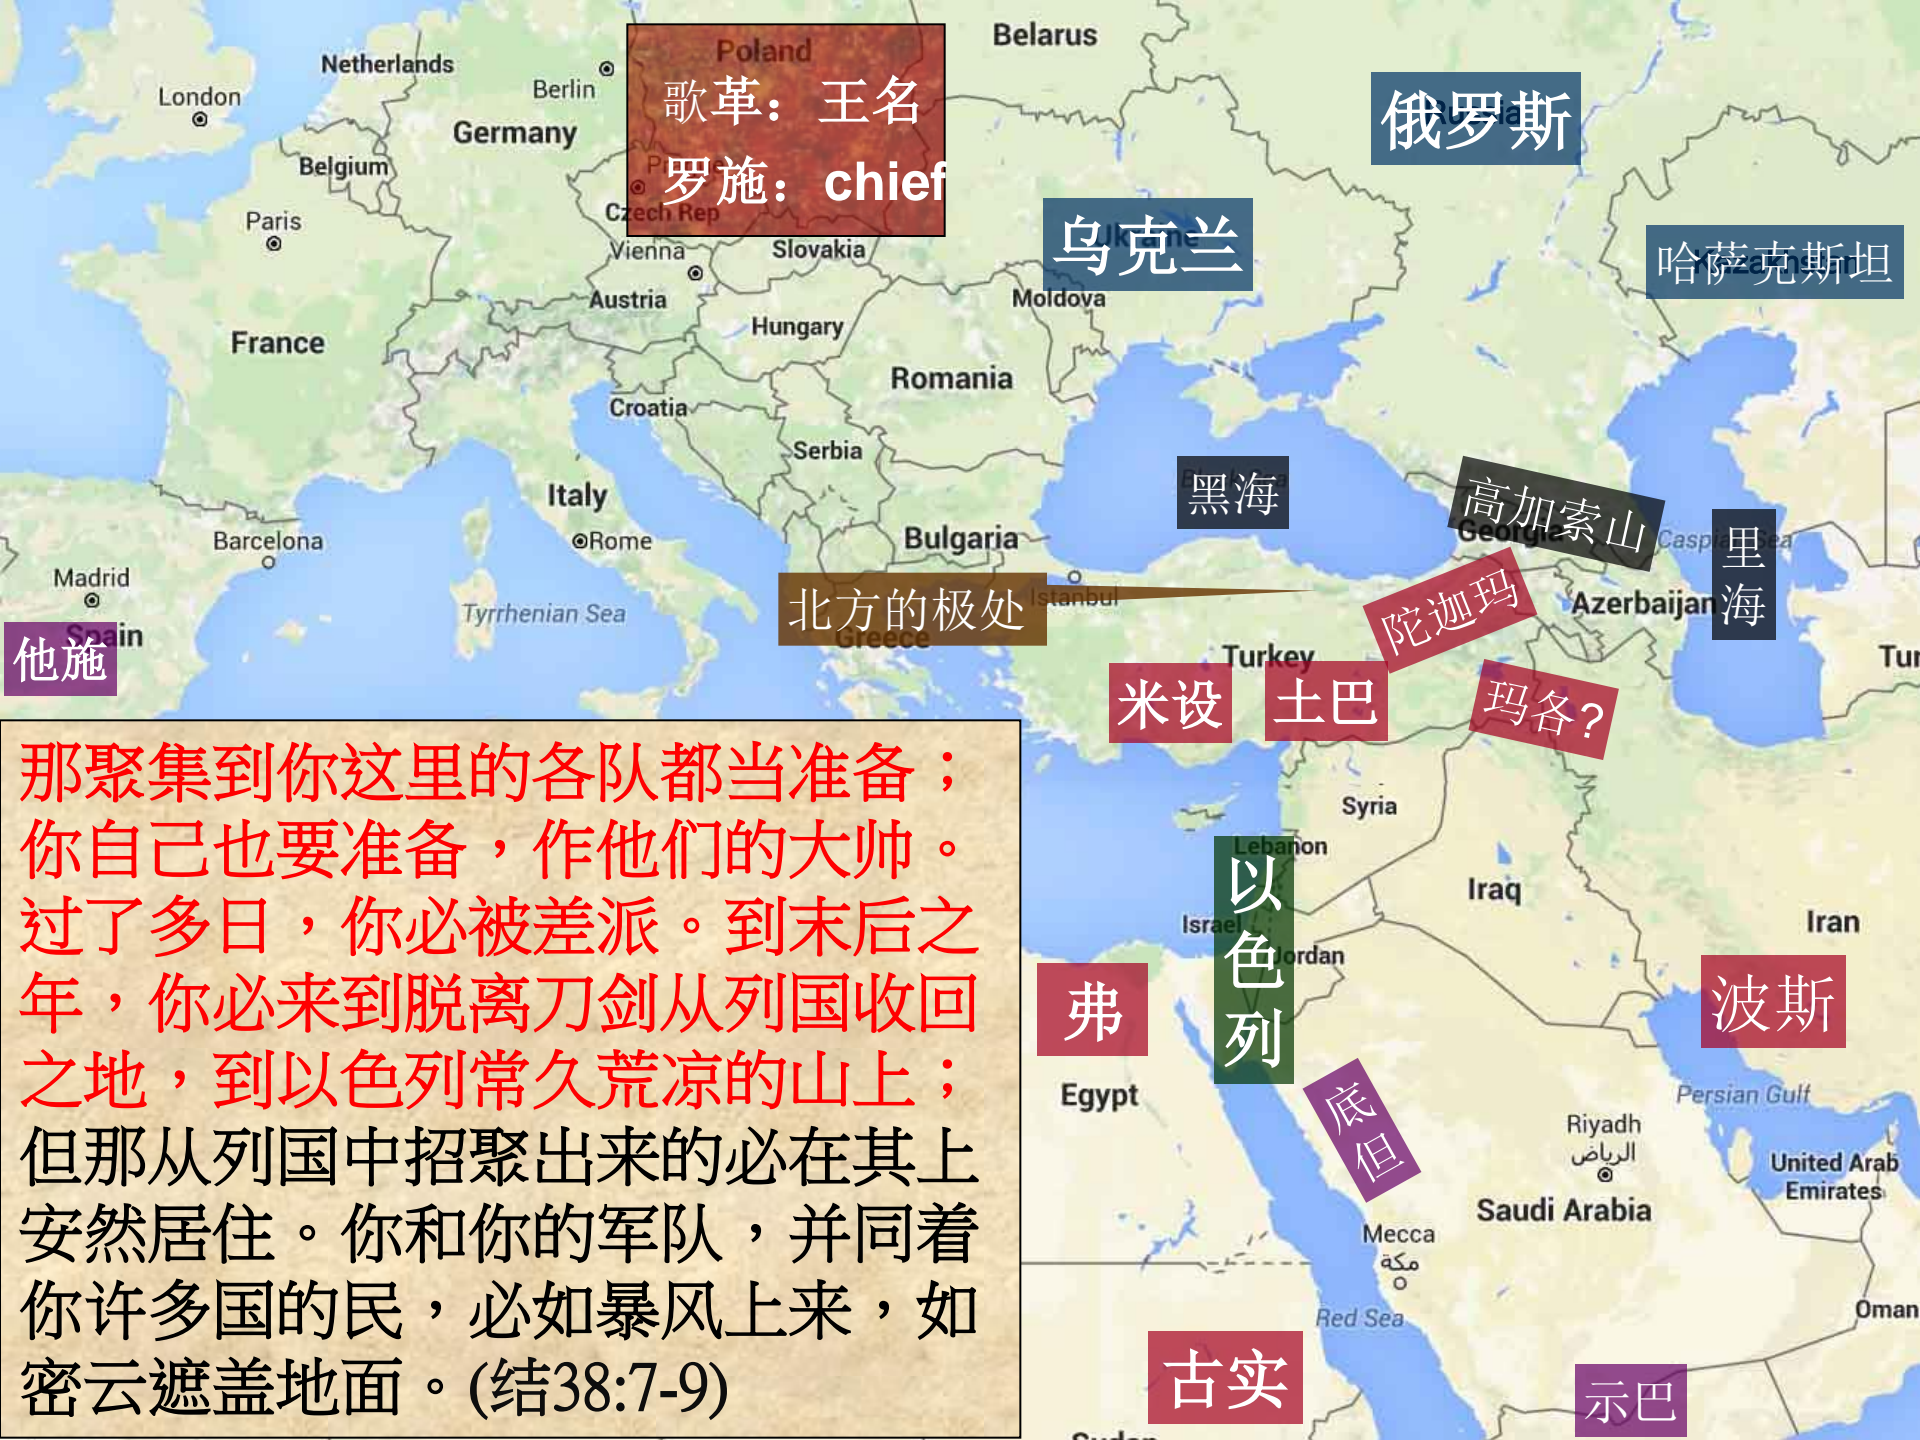 Belarus
Netherlands
Poland
Berlin
London
歌革：王名
俄罗斯
Germany
Belgium
罗施：chief
Czech Rep
Paris
乌克兰
哈萨克斯坦
Vienna
Slovakia
Austria
Moldova
Hungary
France
Romania
Croatia
Serbia
黑海
高加索山
Italy
Georgia
Barcelona
Rome
Bulgaria
Caspian Sea
里海
Madrid
Istanbul
北方的极处
陀迦玛
Azerbaijan
Tyrrhenian Sea
Greece
Spain
他施
Turkey
Tur
米设
土巴
玛各?
那聚集到你这里的各队都当准备；
你自己也要准备，作他们的大帅。
过了多日，你必被差派。到末后之
年，你必来到脱离刀剑从列国收回
之地，到以色列常久荒凉的山上；
但那从列国中招聚出来的必在其上
安然居住。你和你的军队，并同着
你许多国的民，必如暴风上来，如
密云遮盖地面。(结38:7-9)
Syria
Lebanon
以色列
Iraq
Israel
Iran
Jordan
弗
波斯
Egypt
底但
Persian Gulf
Riyadh
الرياض
United Arab
Emirates
Saudi Arabia
Mecca
مكة
Red Sea
Oman
古实
示巴
Sudan